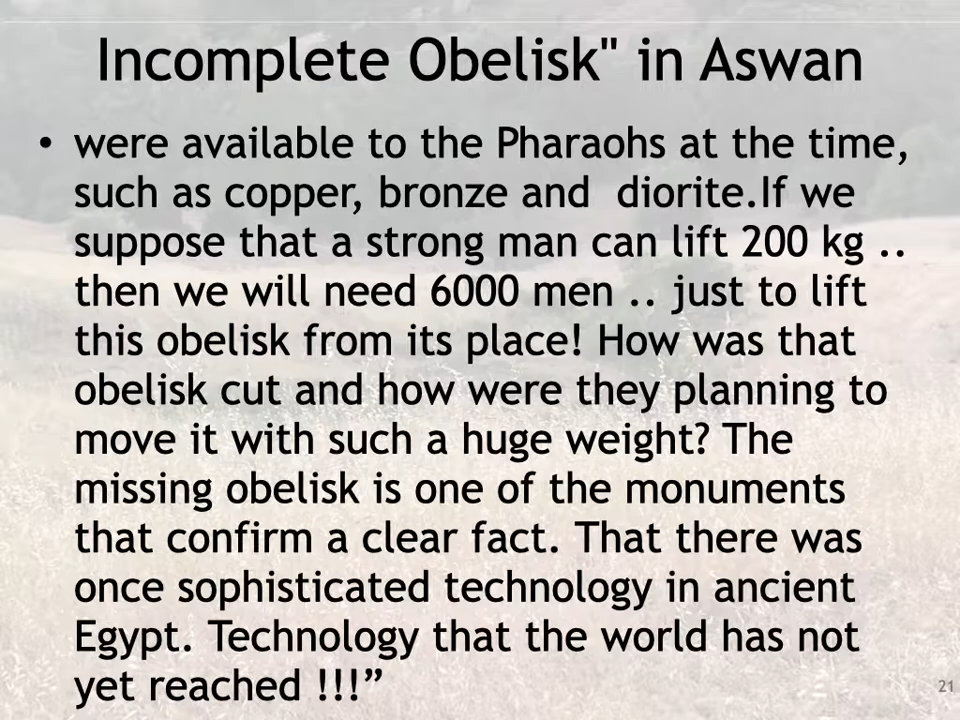 Incomplete Obelisk" in Aswan
• were available to the Pharaohs at the time,
such as copper, bronze and  diorite.If we
suppose that a strong man can lift 200 kg ..
then we will need 6000 men .. just to lift
this obelisk from its place! How was that
obelisk cut and how were they planning to
move it with such a huge weight? The
missing obelisk is one of the monuments
that confirm a clear fact. That there was
once sophisticated technology in ancient
Egypt. Technology that the world has not
yet reached !!!”
21